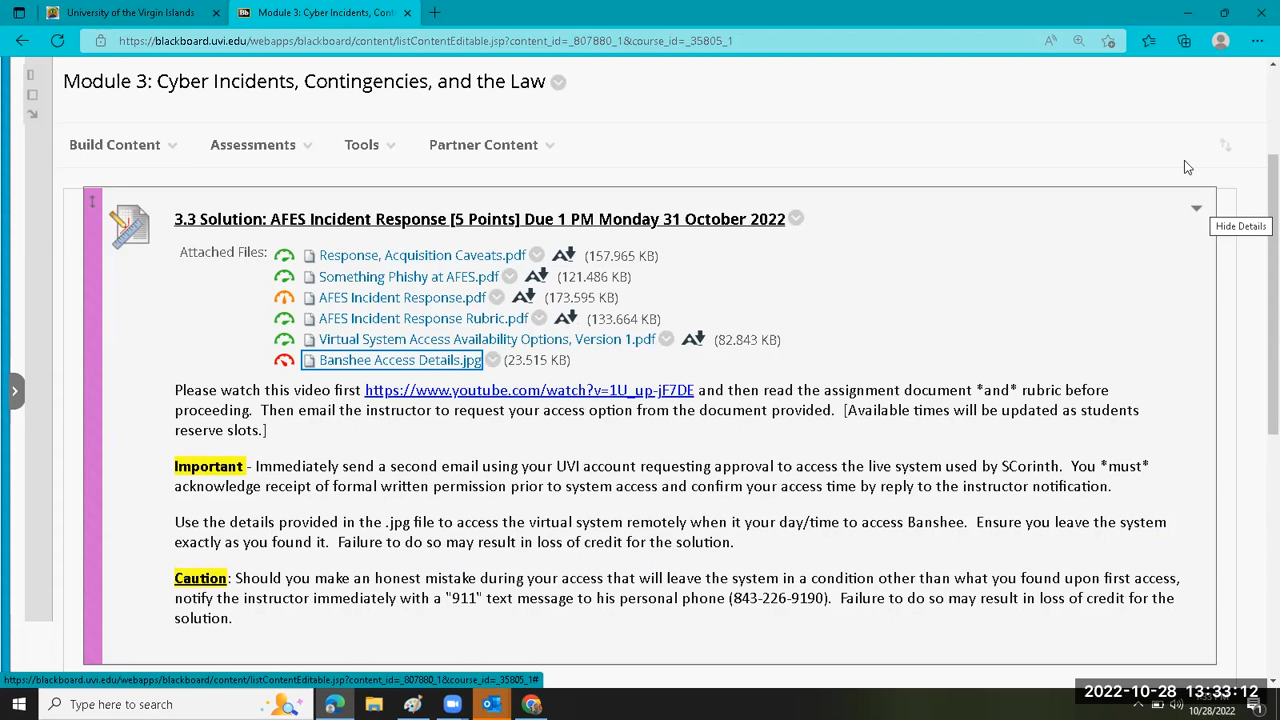 University of the Virgin Islands
Module 3: Cyber Incidents, Cont
https://blackboard.uvi.edu/webapps/blackboard/content/listContentEditable.jsp?content_id=_807880_1&course_id=_35805_1
Module 3: Cyber Incidents, Contingencies, and the Law
Build Content Assessments Tools Partner Content
3.3 Solution: AFES Incident Response [5 Points] Due 1 PM Monday 31 October 2022
Hide Details
Attached Files: Response, Acquisition Caveats.pdf (157.965 KB)
Something Phishy at AFES.pdf (121.486 KB)
AFES Incident Response.pdf (173.595 KB)
AFES Incident Response Rubric.pdf (133.664 KB)
Virtual System Access Availability Options, Version 1.pdf (82.843 KB)
Banshee Access Details.jpg (23.515 KB)
Please watch this video first https://www.youtube.com/watch?v=1U_up-jF7DE and then read the assignment document *and* rubric before
proceeding. Then email the instructor to request your access option from the document provided. [Available times will be updated as students
reserve slots.]
Important - Immediately send a second email using your UVI account requesting approval to access the live system used by SCorinth. You *must*
acknowledge receipt of formal written permission prior to system access and confirm your access time by reply to the instructor notification.
Use the details provided in the .jpg file to access the virtual system remotely when it your day/time to access Banshee. Ensure you leave the system
exactly as you found it. Failure to do so may result in loss of credit for the solution.
Caution: Should you make an honest mistake during your access that will leave the system in a condition other than what you found upon first access,
notify the instructor immediately with a "911" text message to his personal phone (843-226-9190). Failure to do so may result in loss of credit for the
solution.
https://blackboard.uvi.edu/webapps/blackboard/content/listContentEditable.jsp?content_id=_807880_1&course_id=_35805_1#
Type here to search
2022-10-28 13:33:12
10/28/2022